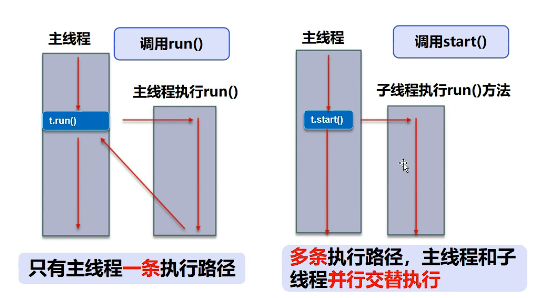 主线程
调用run()
主线程执行run()
t.run()
只有主线程一条执行路径
主线程
调用start()
子线程执行run()方法
t.start()
多条执行路径，主线程和子
线程并行交替执行